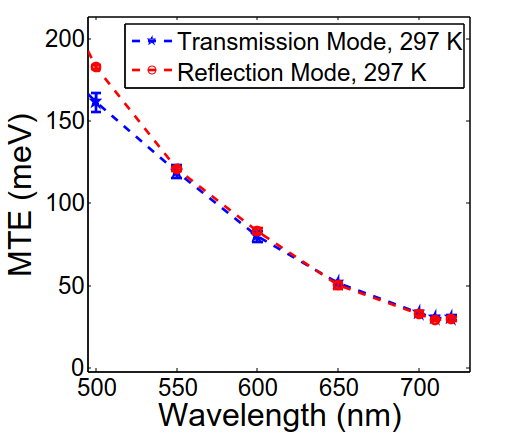 Transmission Mode, 297 K
Reflection Mode, 297 K
MTE (meV)
200
150
100
50
0
500 550 600 650 700
Wavelength (nm)